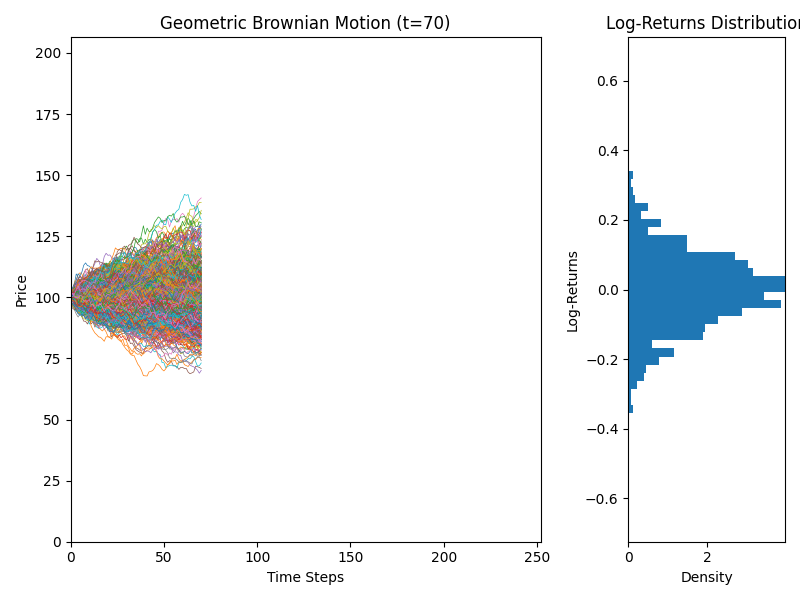 Geometric Brownian Motion (t=70)
200
175
150
125
100
75
50
25
0
Price
0 50 100 150 200 250
Time Steps
Log-Returns Distribution
0.6
0.4
0.2
0.0
−0.2
−0.4
−0.6
Log-Returns
0 2
Density